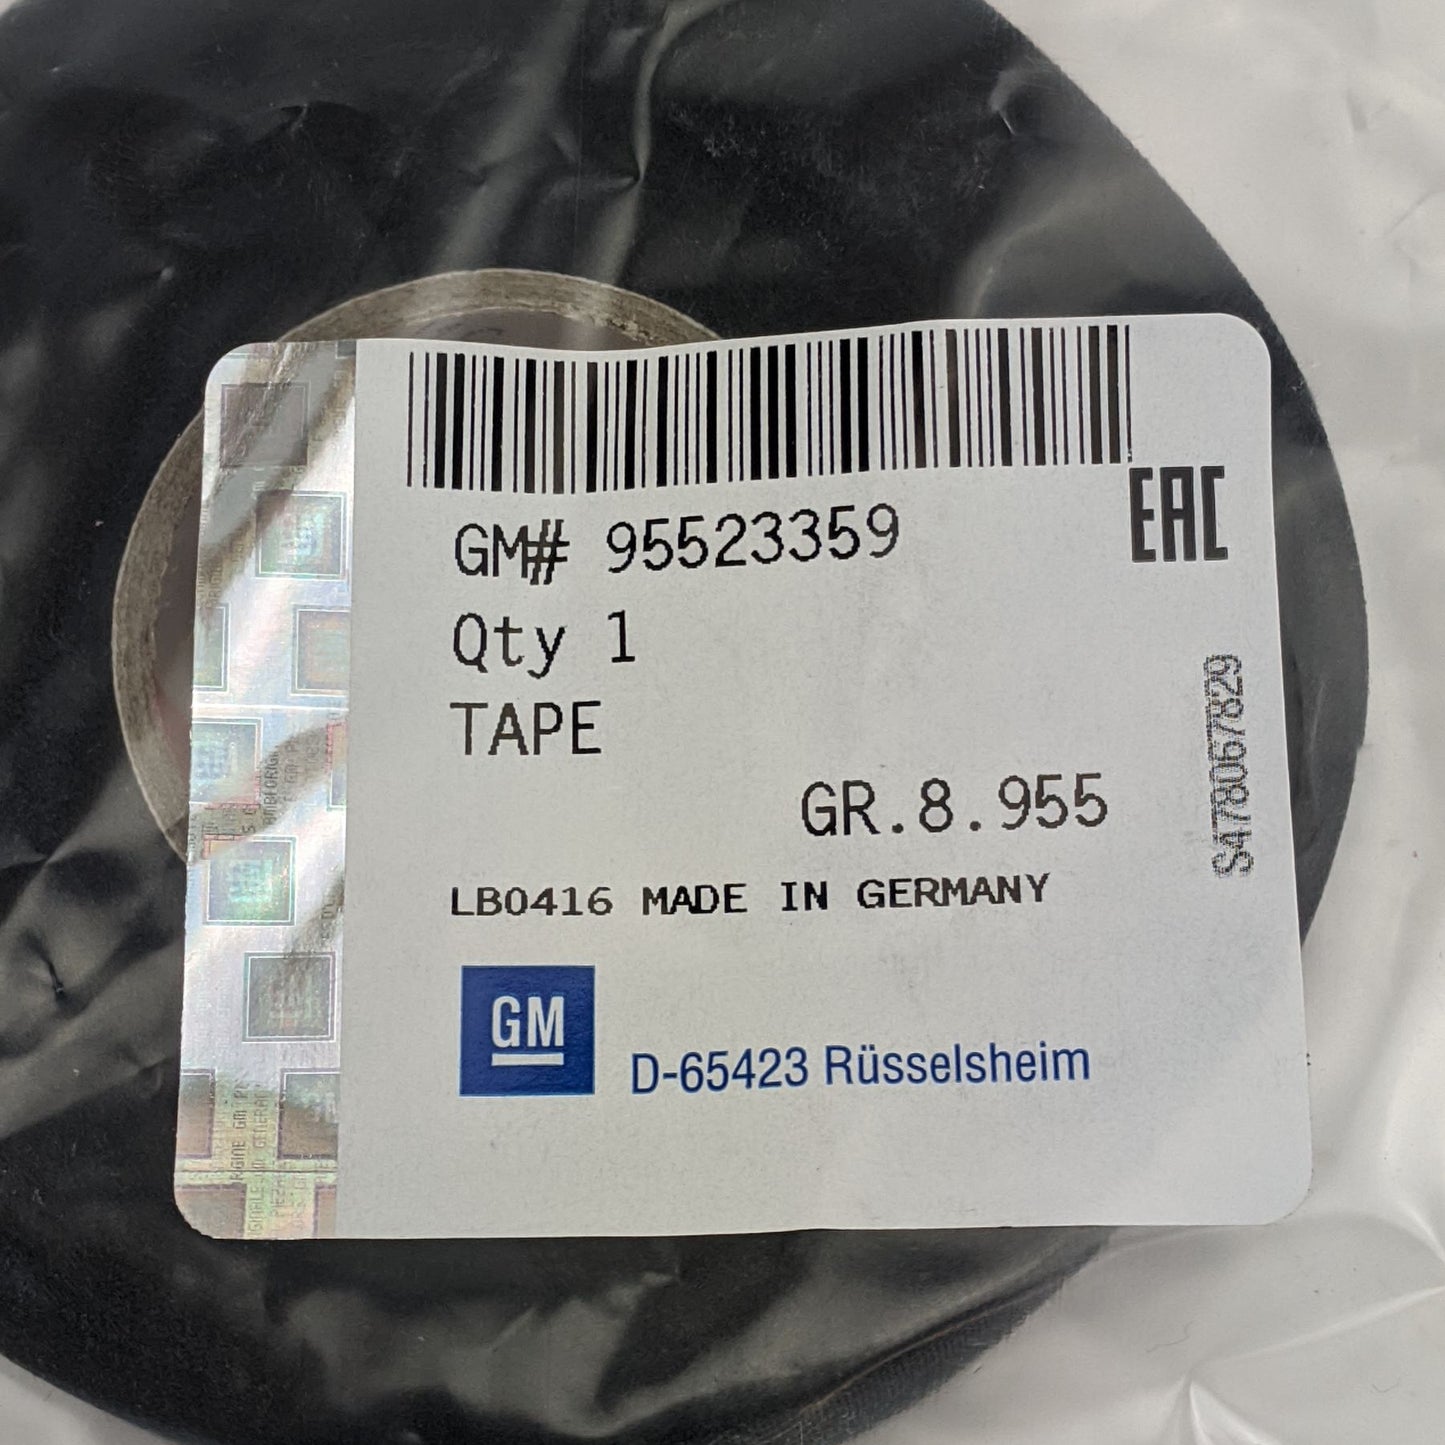 GM# 95523359
EAC
Qty 1
TAPE
GR.8.955
S478067829
LB0416 MADE IN GERMANY
GM
D-65423 Rüsselsheim